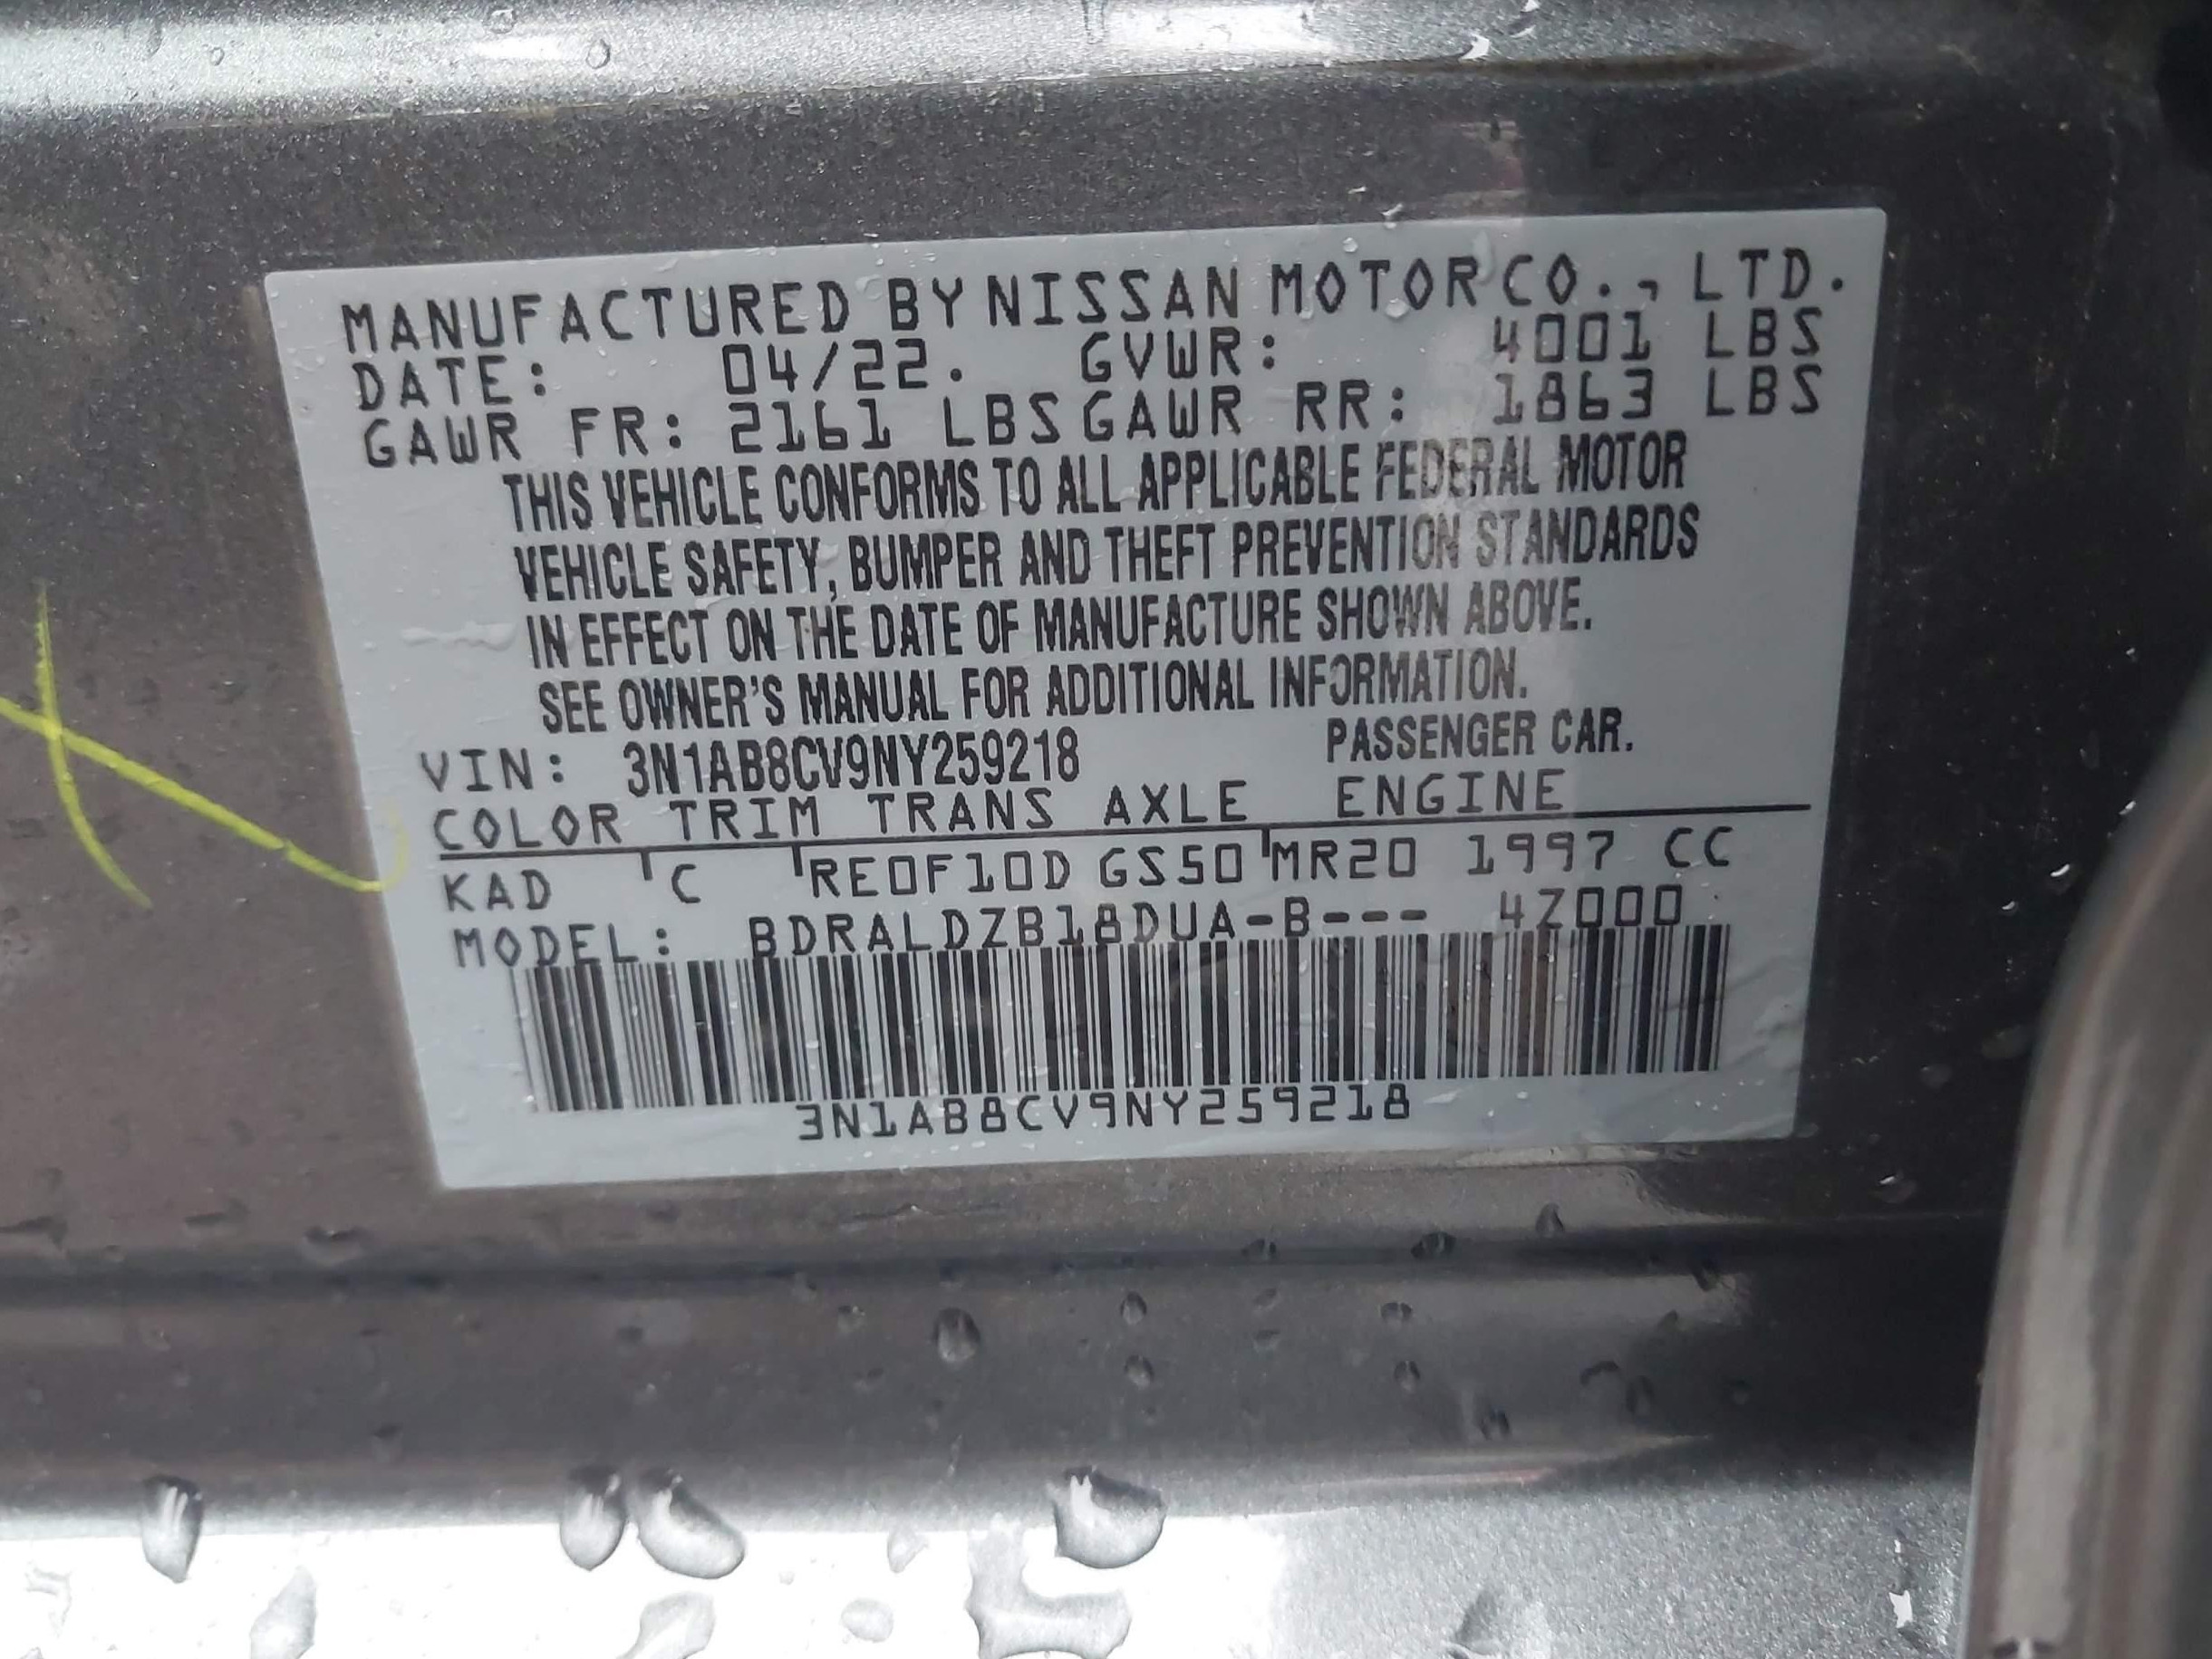 MANUFACTURED BY NISSAN MOTOR CO., LTD.
DATE: 04/22. GVWR: 4001 LBS
GAWR FR: 2161 LBS GAWR RR: 1863 LBS
THIS VEHICLE CONFORMS TO ALL APPLICABLE FEDERAL MOTOR
VEHICLE SAFETY, BUMPER AND THEFT PREVENTION STANDARDS
IN EFFECT ON THE DATE OF MANUFACTURE SHOWN ABOVE.
SEE OWNER'S MANUAL FOR ADDITIONAL INFORMATION.
VIN: 3N1AB8CV9NY259218 PASSENGER CAR.
COLOR TRIM TRANS AXLE ENGINE
KAD C RE0F10D GS50 MR20 1997 CC
MODEL: BDRALDZB18DUA-B--- 4Z000
3N1AB8CV9NY259218